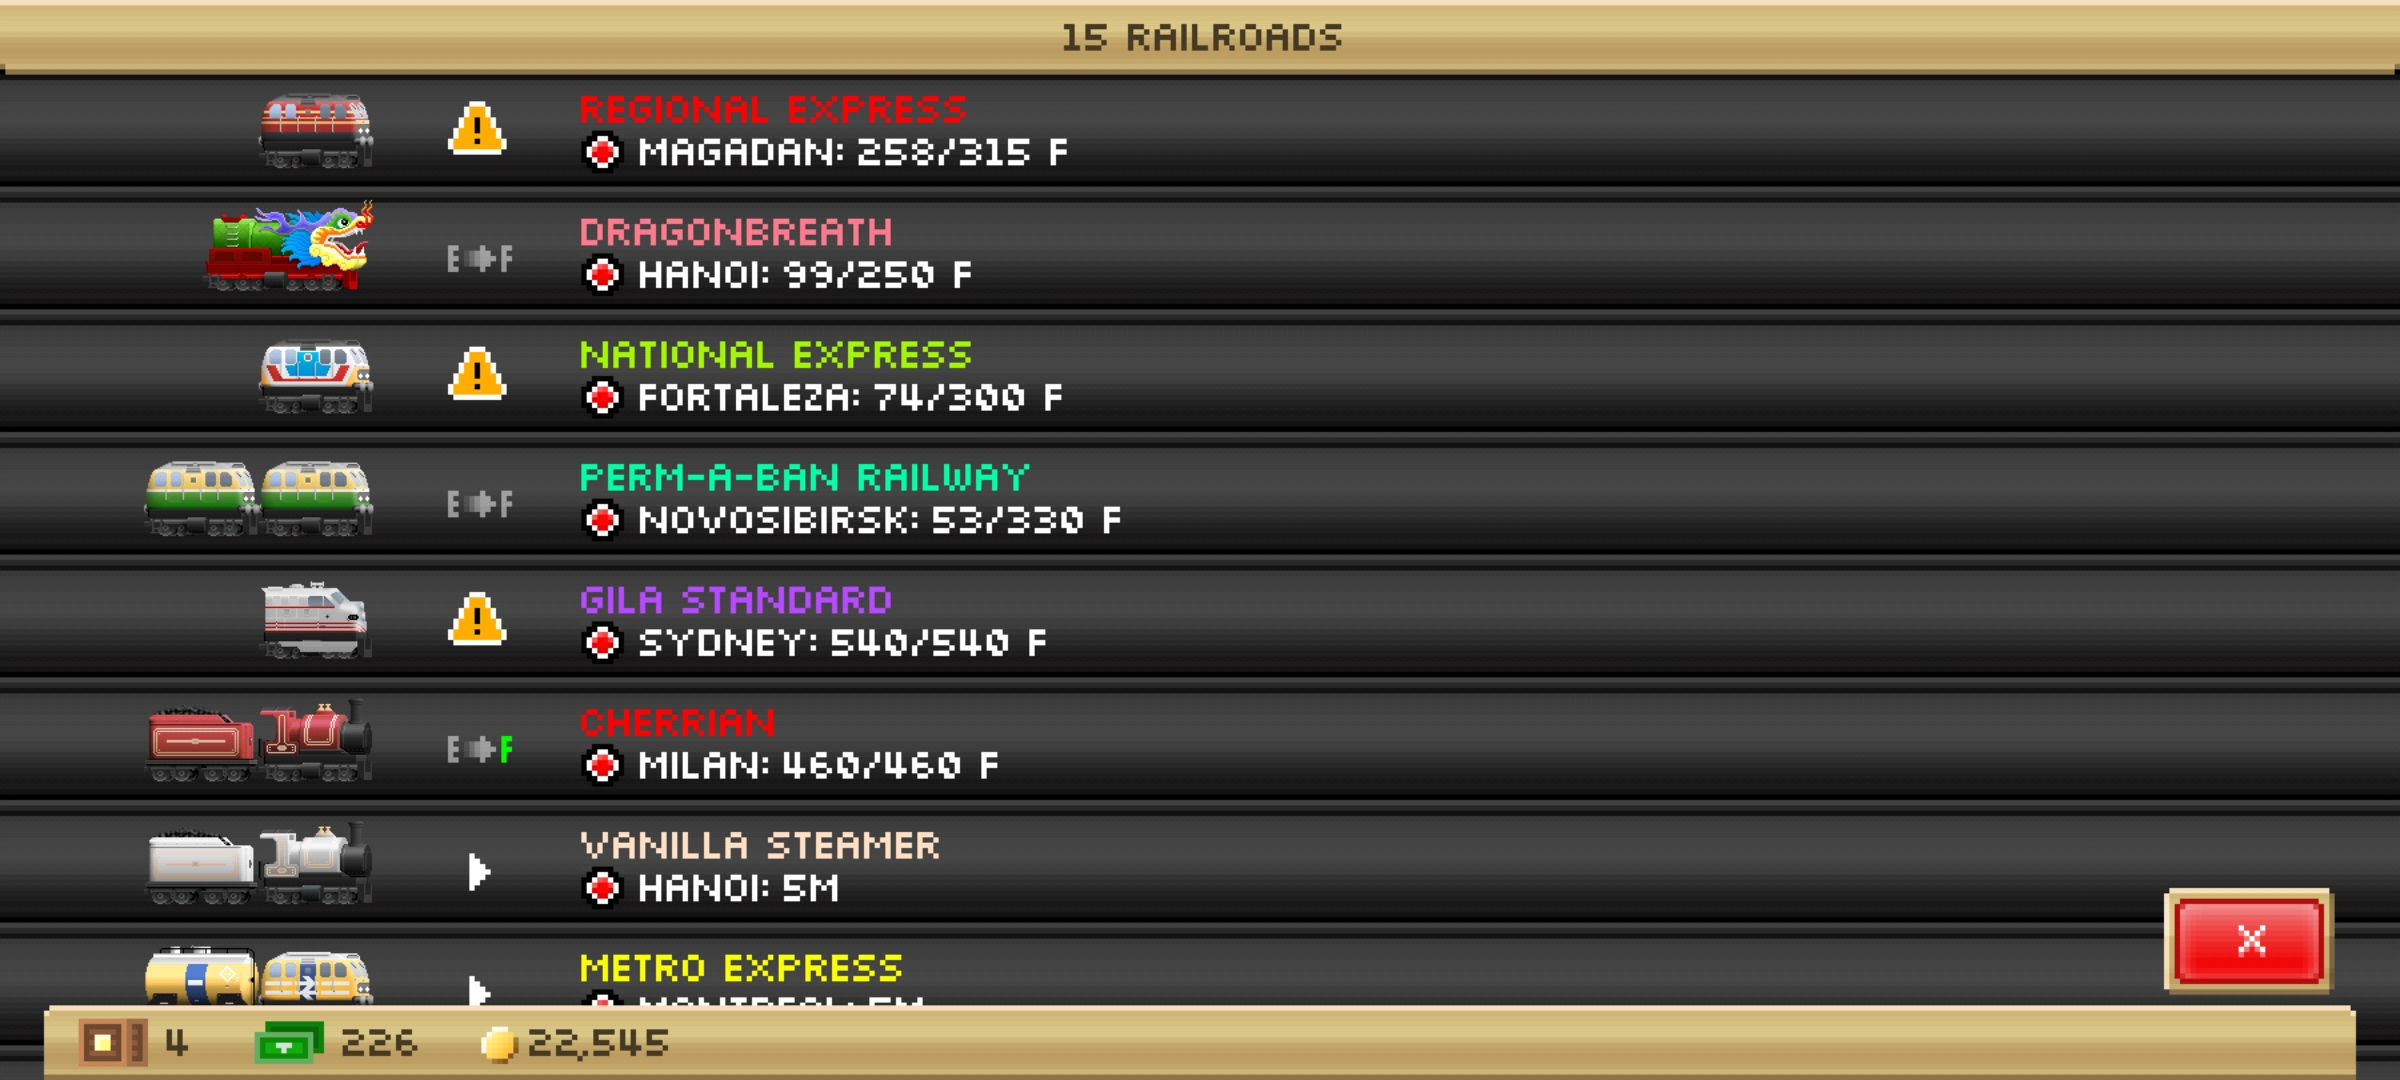 15 RAILROADS
REGIONAL EXPRESS
MAGADAN: 258/315 F
DRAGONBREATH
E F
HANOI: 99/250 F
NATIONAL EXPRESS
FORTALEZA: 74/300 F
PERM-A-BAN RAILWAY
E F
NOVOSIBIRSK: 53/330 F
GILA STANDARD
SYDNEY: 540/540 F
CHERRIAN
E F
MILAN: 460/460 F
VANILLA STEAMER
HANOI: 5M
METRO EXPRESS
MONTREAL: 5M
X
4 226 22,545